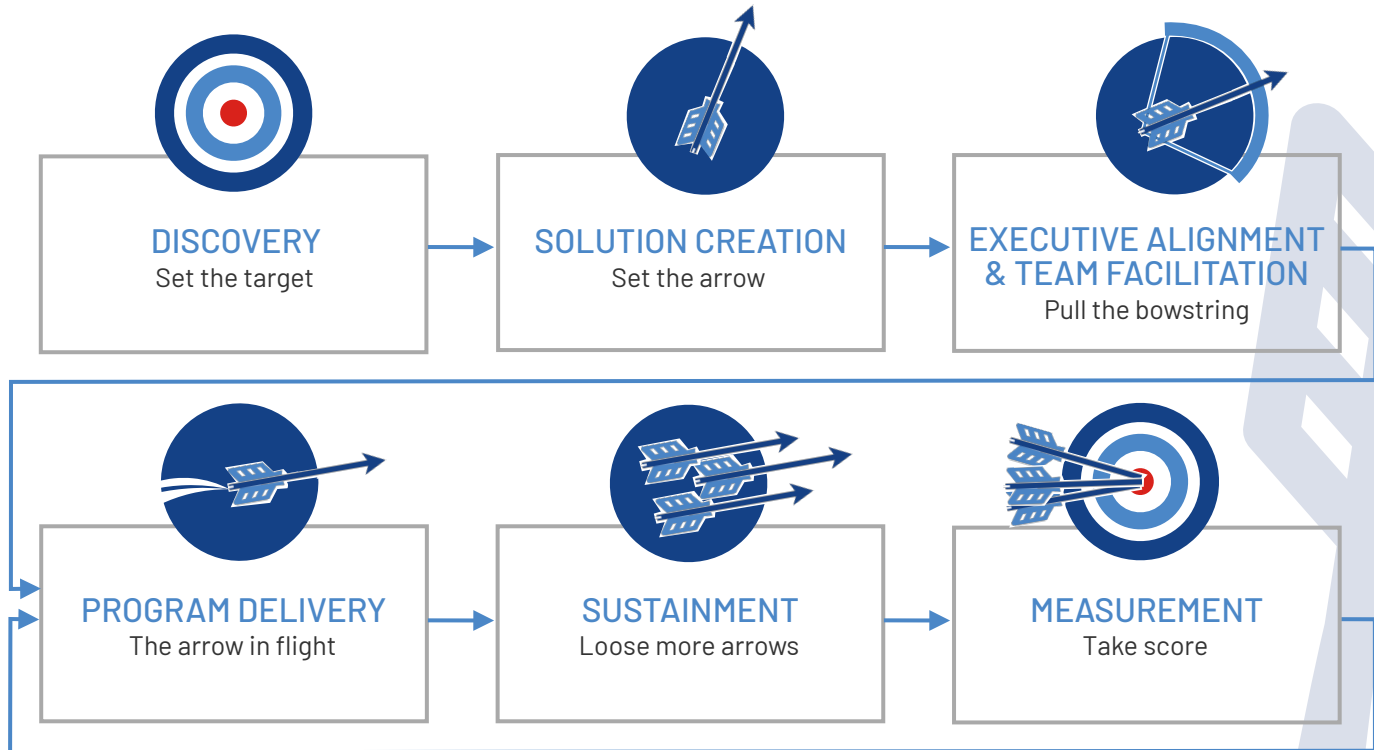 DISCOVERY
Set the target
SOLUTION CREATION
Set the arrow
EXECUTIVE ALIGNMENT
& TEAM FACILITATION
Pull the bowstring
PROGRAM DELIVERY
The arrow in flight
SUSTAINMENT
Loose more arrows
MEASUREMENT
Take score